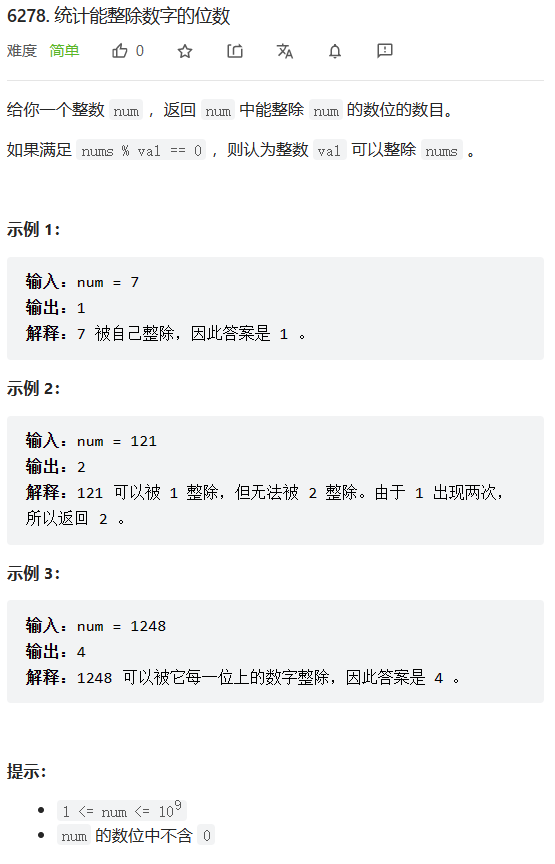 6278. 统计能整除数字的位数
难度 简单 0
给你一个整数 num ，返回 num 中能整除 num 的数位的数目。
如果满足 nums % val == 0 ，则认为整数 val 可以整除 nums 。
示例 1：
输入：num = 7
输出：1
解释：7 被自己整除，因此答案是 1 。
示例 2：
输入：num = 121
输出：2
解释：121 可以被 1 整除，但无法被 2 整除。由于 1 出现两次，
所以返回 2 。
示例 3：
输入：num = 1248
输出：4
解释：1248 可以被它每一位上的数字整除，因此答案是 4 。
提示：
• 1 <= num <= 10⁹
• num 的数位中不含 0